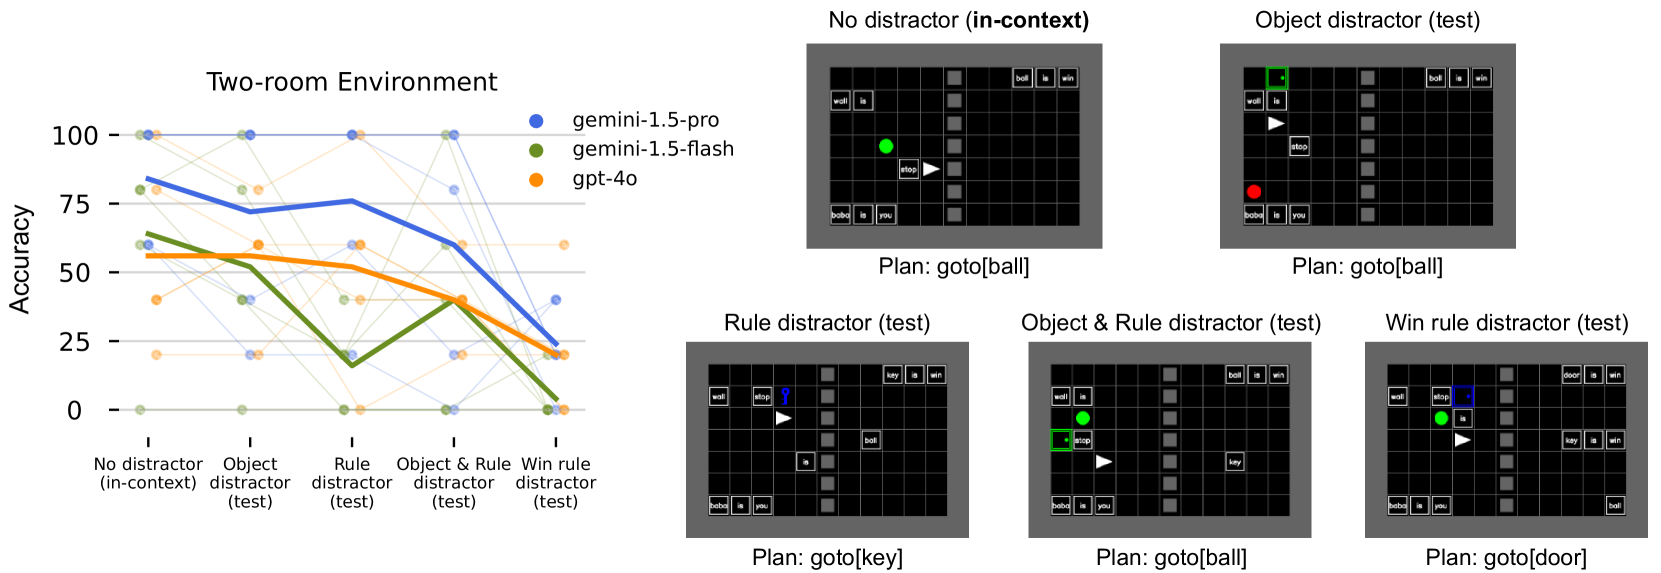 Two-room Environment
gemini-1.5-pro
gemini-1.5-flash
gpt-4o
Accuracy
100
75
50
25
0
No distractor
(in-context)
Object
distractor
(test)
Rule
distractor
(test)
Object & Rule
distractor
(test)
Win rule
distractor
(test)
No distractor (in-context)
ball is win
wall is
stop
baba is you
Plan: goto[ball]
Object distractor (test)
ball is win
wall is
stop
baba is you
Plan: goto[ball]
Rule distractor (test)
key is win
wall stop
ball
is
baba is you
Plan: goto[key]
Object & Rule distractor (test)
ball is win
wall is
stop
key
baba is you
Plan: goto[ball]
Win rule distractor (test)
door is win
wall stop
is
key is win
baba is you ball
Plan: goto[door]